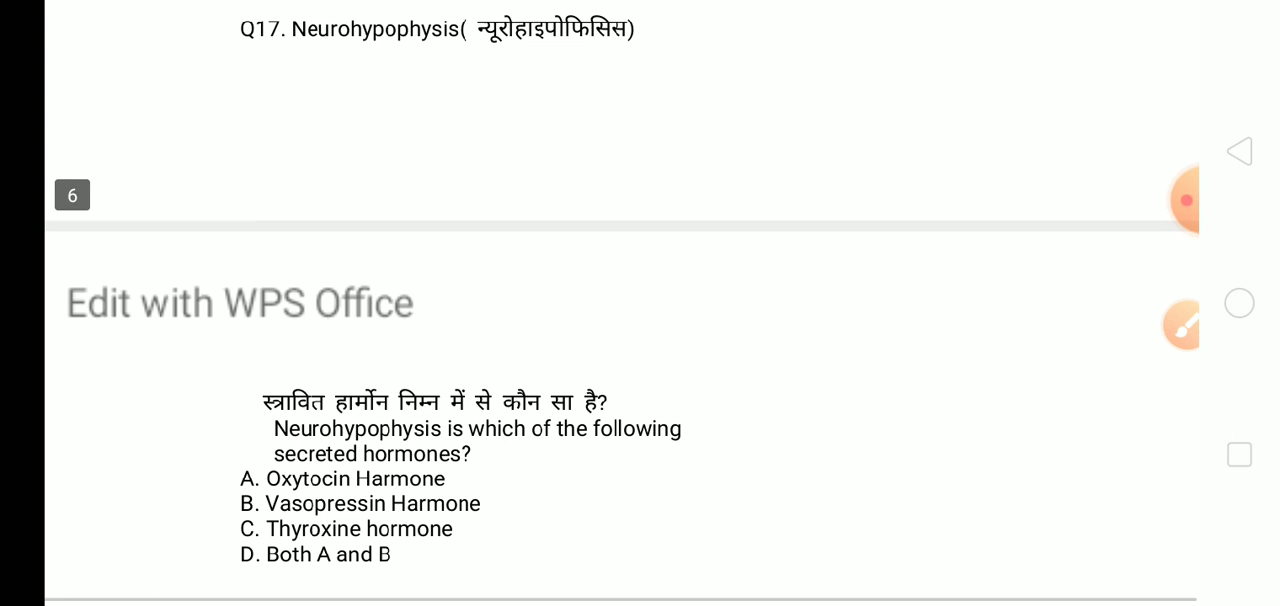 Q17. Neurohypophysis( न्यूरोहाइपोफिसिस)
6
Edit with WPS Office
स्त्रावित हार्मोन निम्न में से कौन सा है?
Neurohypophysis is which of the following
secreted hormones?
A. Oxytocin Harmone
B. Vasopressin Harmone
C. Thyroxine hormone
D. Both A and B